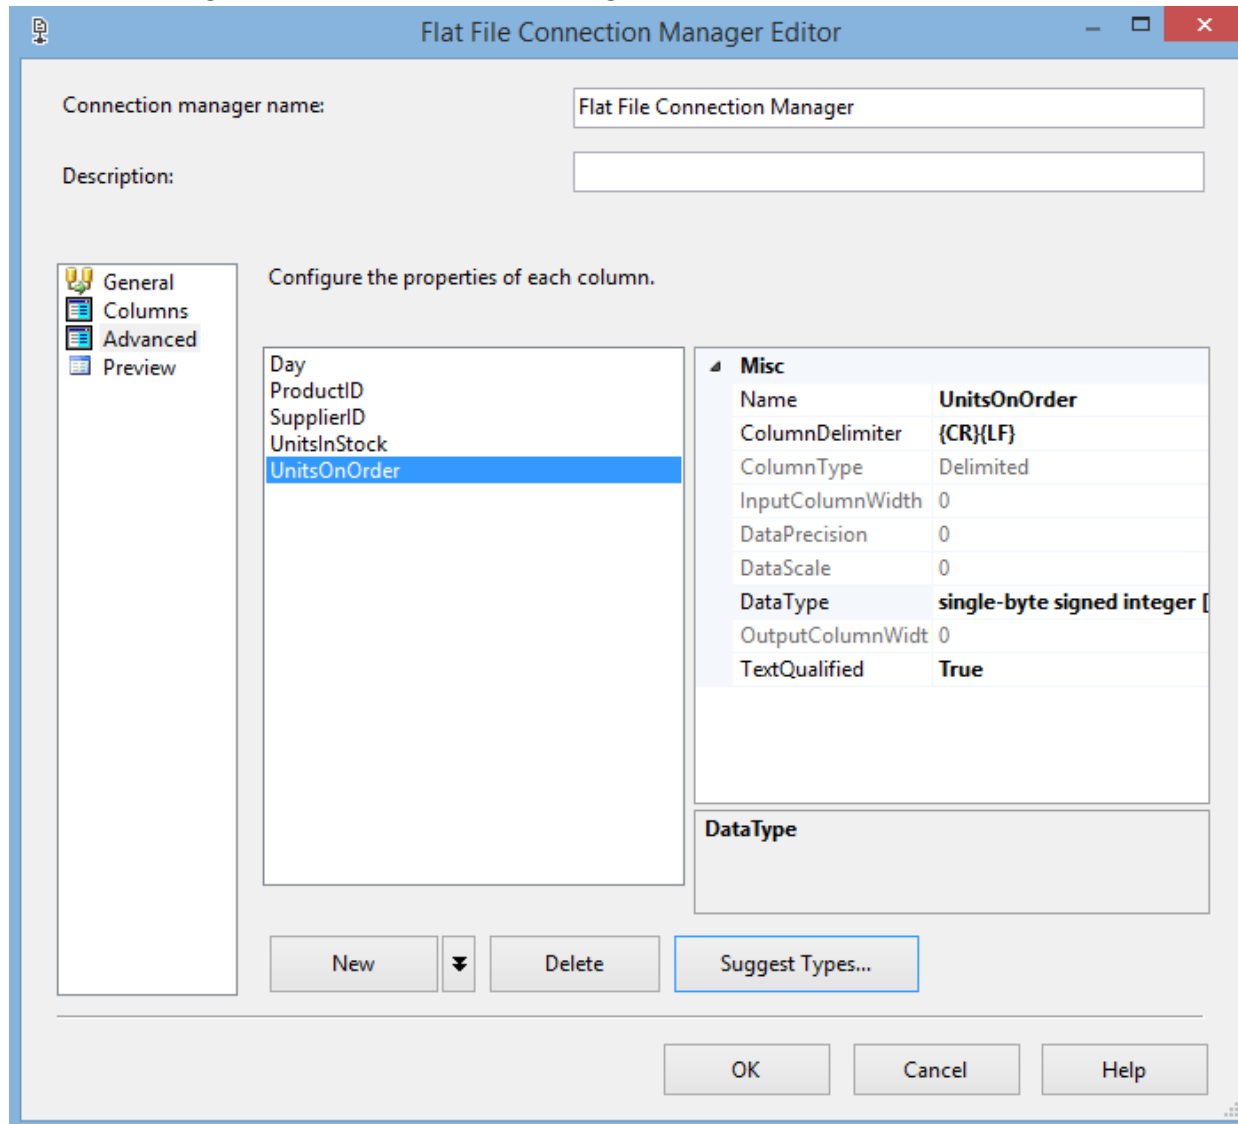 Flat File Connection Manager Editor
Connection manager name:
Flat File Connection Manager
Description:
General
Columns
Advanced
Preview
Configure the properties of each column.
Day
ProductID
SupplierID
UnitsInStock
UnitsOnOrder
Misc
Name UnitsOnOrder
ColumnDelimiter {CR}{LF}
ColumnType Delimited
InputColumnWidth 0
DataPrecision 0
DataScale 0
DataType single-byte signed integer [
OutputColumnWidt 0
TextQualified True
DataType
New
Delete
Suggest Types...
OK
Cancel
Help